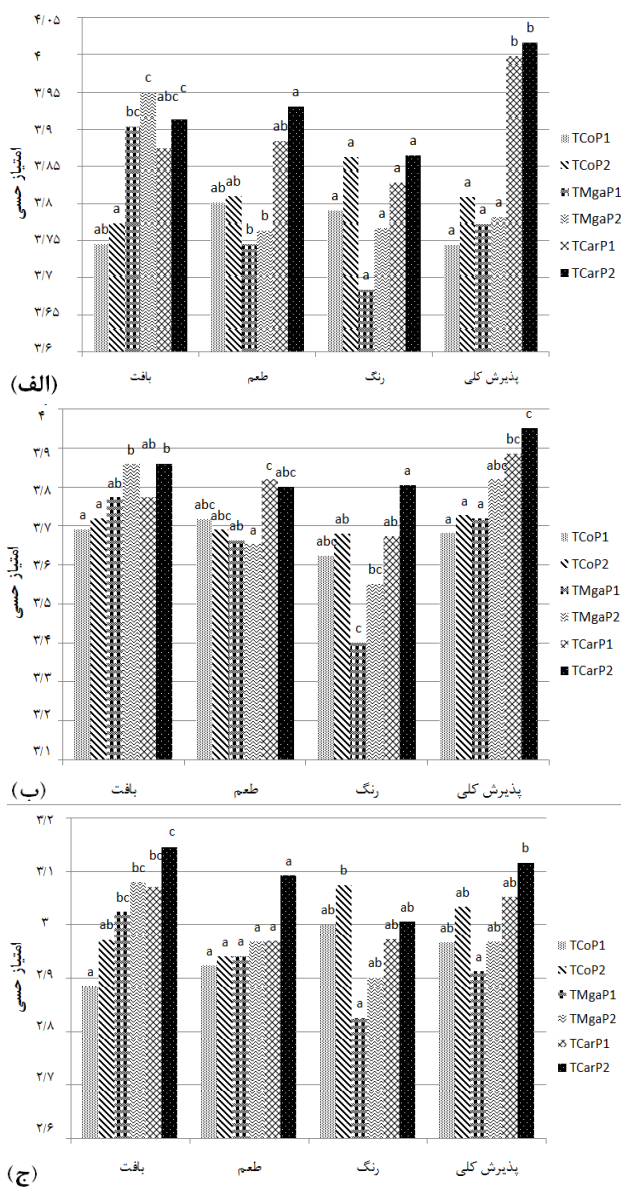 ۴/۰۵
۴
۳/۹۵
۳/۹
۳/۸۵
۳/۸
۳/۷۵
۳/۷
۳/۶۵
۳/۶
امتیاز حسی
ab a bc c abc c
ab ab b b ab a
a a a a a a
a a a a b b
بافت طعم رنگ پذیرش کلی
TCoP1
TCoP2
TMgaP1
TMgaP2
TCarP1
TCarP2
(الف)
۴
۳/۹
۳/۸
۳/۷
۳/۶
۳/۵
۳/۴
۳/۳
۳/۲
۳/۱
امتیاز حسی
a a ab b ab b
abc abc ab a c abc
abc ab c bc ab a
a a a abc bc c
بافت طعم رنگ پذیرش کلی
TCoP1
TCoP2
TMgaP1
TMgaP2
TCarP1
TCarP2
(ب)
۳/۲
۳/۱
۳
۲/۹
۲/۸
۲/۷
۲/۶
امتیاز حسی
a ab bc bc bc c
a a a a a a
ab b a ab ab ab
ab ab a ab ab b
بافت طعم رنگ پذیرش کلی
TCoP1
TCoP2
TMgaP1
TMgaP2
TCarP1
TCarP2
(ج)